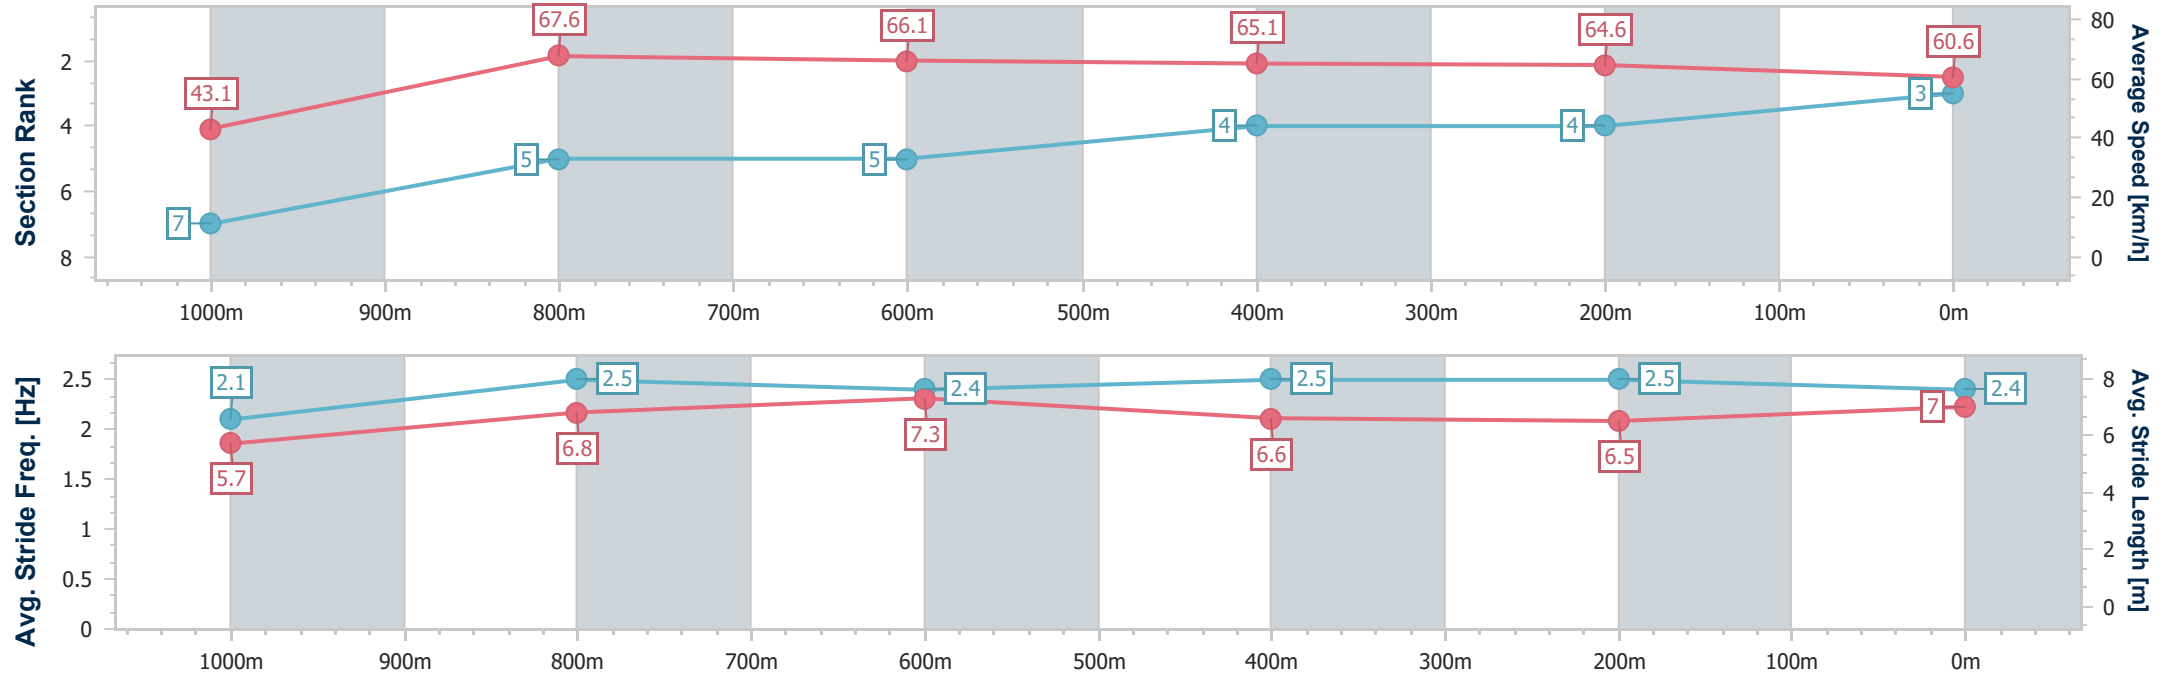 Section Rank
2
4
6
8
43.1
67.6
66.1
65.1
64.6
60.6
7
5
5
4
4
3
80
60
40
20
0
Average Speed [km/h]
1000m
900m
800m
700m
600m
500m
400m
300m
200m
100m
0m
Avg. Stride Freq. [Hz]
2.5
2
1.5
1
0.5
0
2.1
2.5
2.4
2.5
2.5
2.4
5.7
6.8
7.3
6.6
6.5
7
8
6
4
2
0
Avg. Stride Length [m]
1000m
900m
800m
700m
600m
500m
400m
300m
200m
100m
0m